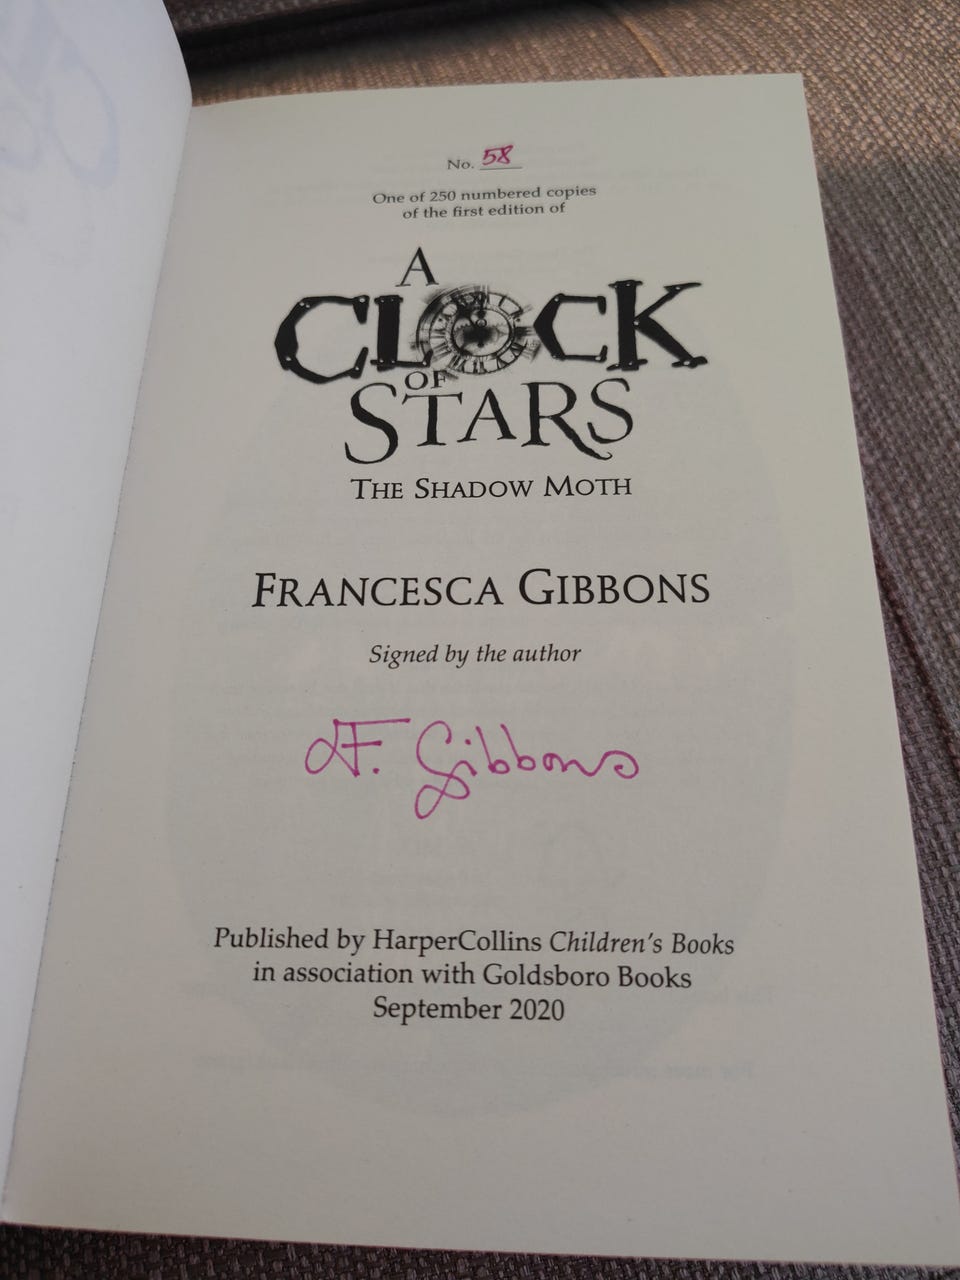 No. 58
One of 250 numbered copies
of the first edition of
A
CLOCK
OF
STARS
THE SHADOW MOTH
FRANCESCA GIBBONS
Signed by the author
F. Gibbons
Published by HarperCollins Children's Books
in association with Goldsboro Books
September 2020